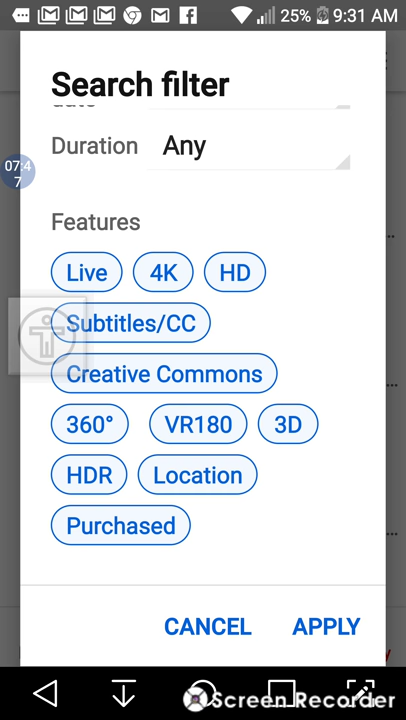 25% 9:31 AM
Search filter
Duration Any
07:4
7
Features
Live 4K HD
Subtitles/CC
Creative Commons
360° VR180 3D
HDR Location
Purchased
CANCEL APPLY
Screen Recorder